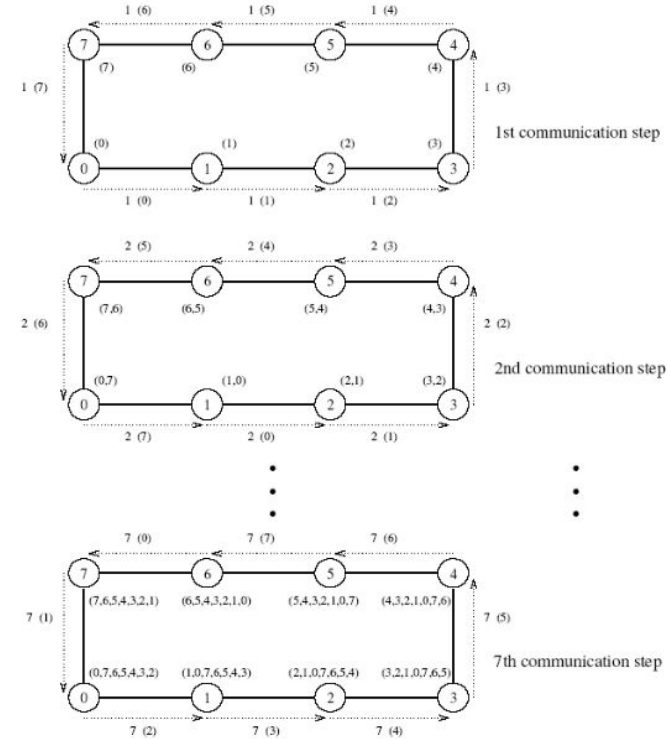 1 (6) 1 (5) 1 (4)
7 6 5 4
(7) (6) (5) (4)
1 (7) 1 (3)
1st communication step
(0) (1) (2) (3)
0 1 2 3
1 (0) 1 (1) 1 (2)
2 (5) 2 (4) 2 (3)
7 6 5 4
(7,6) (6,5) (5,4) (4,3)
2 (6) 2 (2)
2nd communication step
(0,7) (1,0) (2,1) (3,2)
0 1 2 3
2 (7) 2 (0) 2 (1)
7 (0) 7 (7) 7 (6)
7 6 5 4
(7,6,5,4,3,2,1) (6,5,4,3,2,1,0) (5,4,3,2,1,0,7) (4,3,2,1,0,7,6)
7 (1) 7 (5)
7th communication step
(0,7,6,5,4,3,2) (1,0,7,6,5,4,3) (2,1,0,7,6,5,4) (3,2,1,0,7,6,5)
0 1 2 3
7 (2) 7 (3) 7 (4)